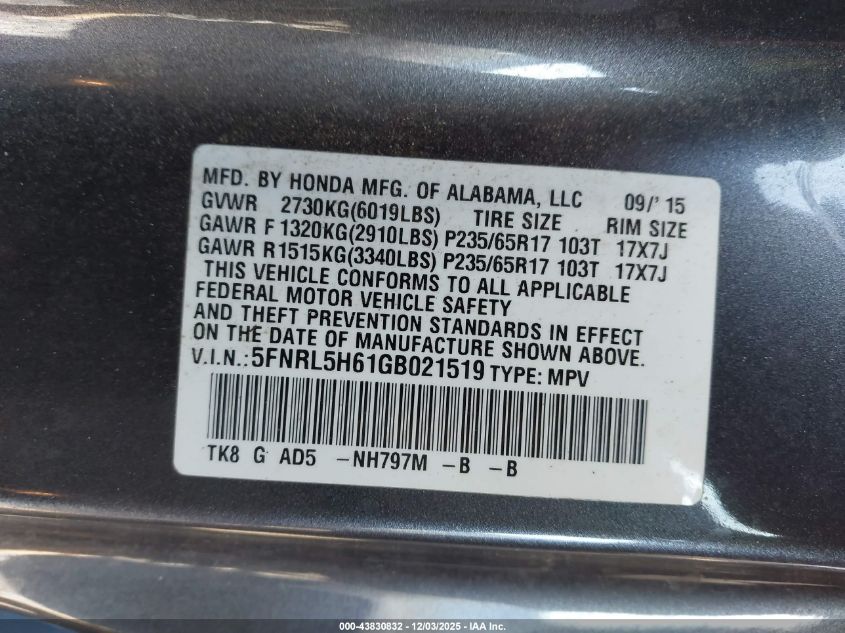 MFD. BY HONDA MFG. OF ALABAMA, LLC 09/'15
GVWR 2730KG(6019LBS) TIRE SIZE RIM SIZE
GAWR F 1320KG(2910LBS) P235/65R17 103T 17X7J
GAWR R1515KG(3340LBS) P235/65R17 103T 17X7J
THIS VEHICLE CONFORMS TO ALL APPLICABLE
FEDERAL MOTOR VEHICLE SAFETY
AND THEFT PREVENTION STANDARDS IN EFFECT
ON THE DATE OF MANUFACTURE SHOWN ABOVE.
V.I.N.: 5FNRL5H61GB021519 TYPE: MPV
TK8 G AD5 -NH797M -B -B
000-43830832 - 12/03/2025 - IAA Inc.